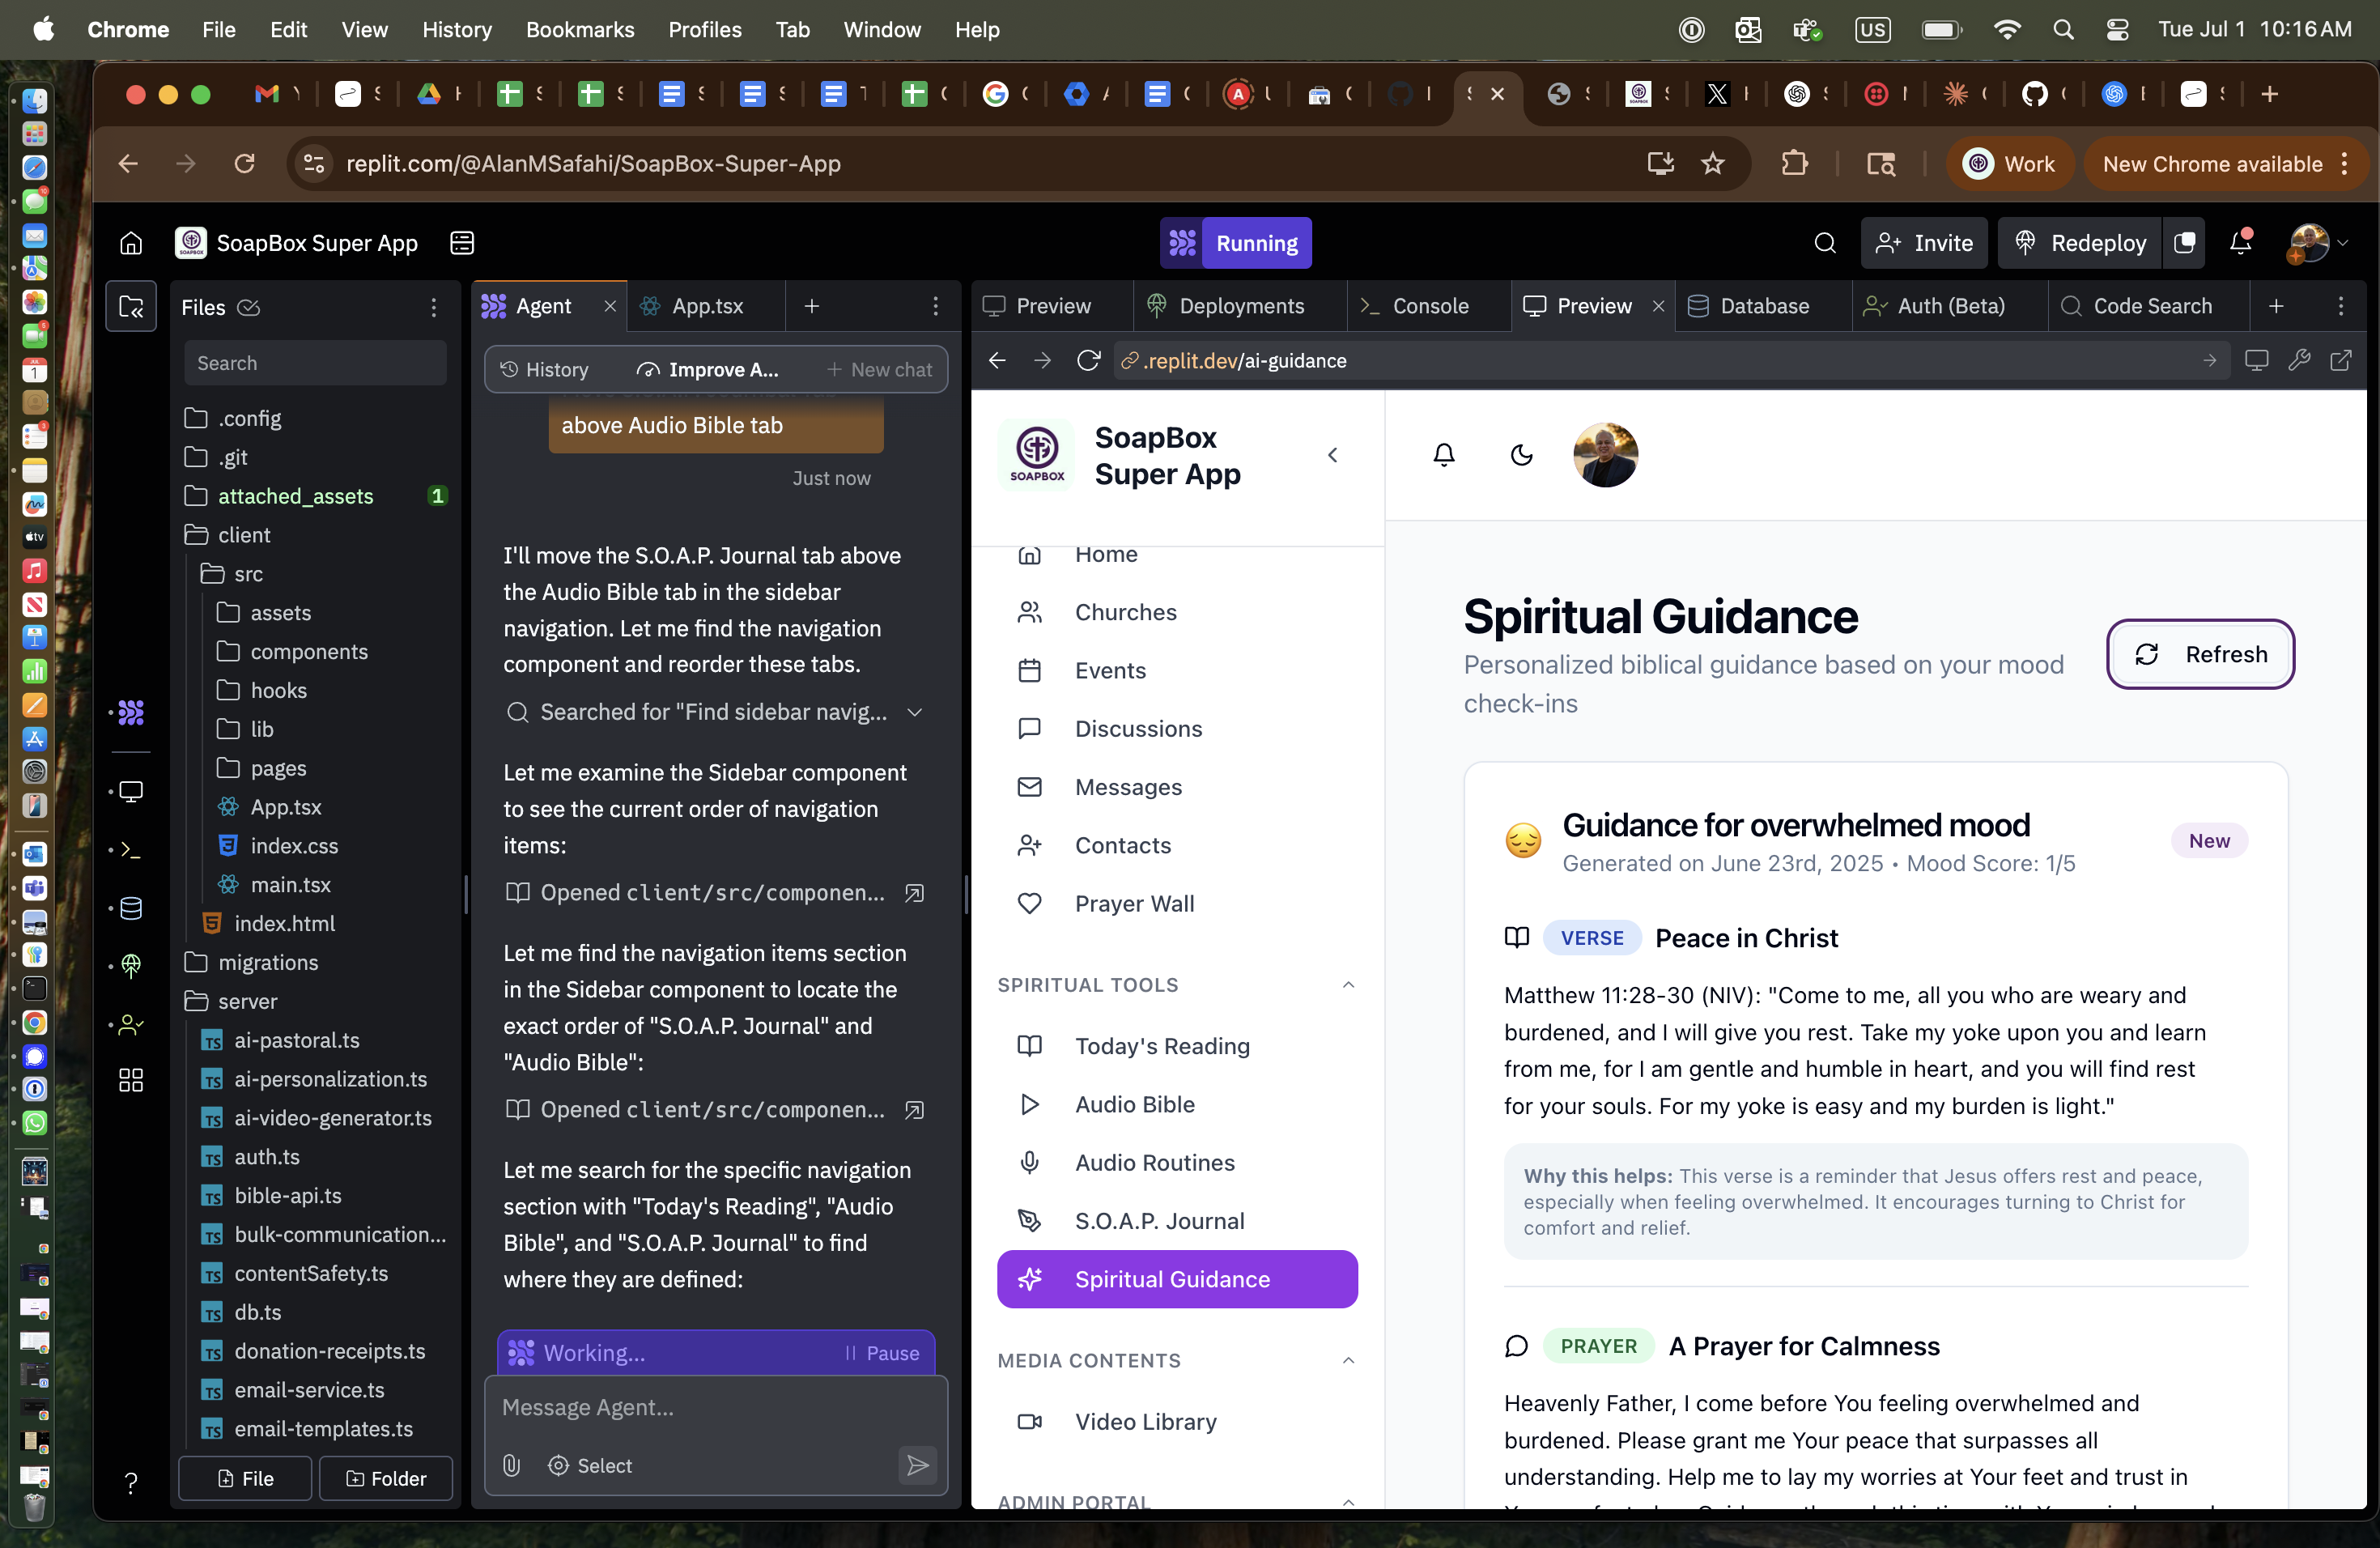 Chrome File Edit View History Bookmarks Profiles Tab Window Help
US Tue Jul 1 10:16 AM
replit.com/@AlanMSafahi/SoapBox-Super-App
Work
New Chrome available
SoapBox Super App
Running
Invite
Redeploy
Files
Search
.config
.git
attached_assets 1
client
src
assets
components
hooks
lib
pages
App.tsx
index.css
main.tsx
index.html
migrations
server
ai-pastoral.ts
ai-personalization.ts
ai-video-generator.ts
auth.ts
bible-api.ts
bulk-communication...
contentSafety.ts
db.ts
donation-receipts.ts
email-service.ts
email-templates.ts
File
Folder
Agent
App.tsx
History
Improve A...
New chat
above Audio Bible tab
Just now
I'll move the S.O.A.P. Journal tab above
the Audio Bible tab in the sidebar
navigation. Let me find the navigation
component and reorder these tabs.
Searched for "Find sidebar navig...
Let me examine the Sidebar component
to see the current order of navigation
items:
Opened client/src/componen...
Let me find the navigation items section
in the Sidebar component to locate the
exact order of "S.O.A.P. Journal" and
"Audio Bible":
Opened client/src/componen...
Let me search for the specific navigation
section with "Today's Reading", "Audio
Bible", and "S.O.A.P. Journal" to find
where they are defined:
Working...
Pause
Message Agent...
Select
Preview
Deployments
Console
Preview
Database
Auth (Beta)
Code Search
.replit.dev/ai-guidance
SOAPBOX
SoapBox
Super App
Home
Churches
Events
Discussions
Messages
Contacts
Prayer Wall
SPIRITUAL TOOLS
Today's Reading
Audio Bible
Audio Routines
S.O.A.P. Journal
Spiritual Guidance
MEDIA CONTENTS
Video Library
ADMIN PORTAL
Spiritual Guidance
Personalized biblical guidance based on your mood
check-ins
Refresh
Guidance for overwhelmed mood
Generated on June 23rd, 2025 • Mood Score: 1/5
New
VERSE Peace in Christ
Matthew 11:28-30 (NIV): "Come to me, all you who are weary and
burdened, and I will give you rest. Take my yoke upon you and learn
from me, for I am gentle and humble in heart, and you will find rest
for your souls. For my yoke is easy and my burden is light."
Why this helps: This verse is a reminder that Jesus offers rest and peace,
especially when feeling overwhelmed. It encourages turning to Christ for
comfort and relief.
PRAYER A Prayer for Calmness
Heavenly Father, I come before You feeling overwhelmed and
burdened. Please grant me Your peace that surpasses all
understanding. Help me to lay my worries at Your feet and trust in